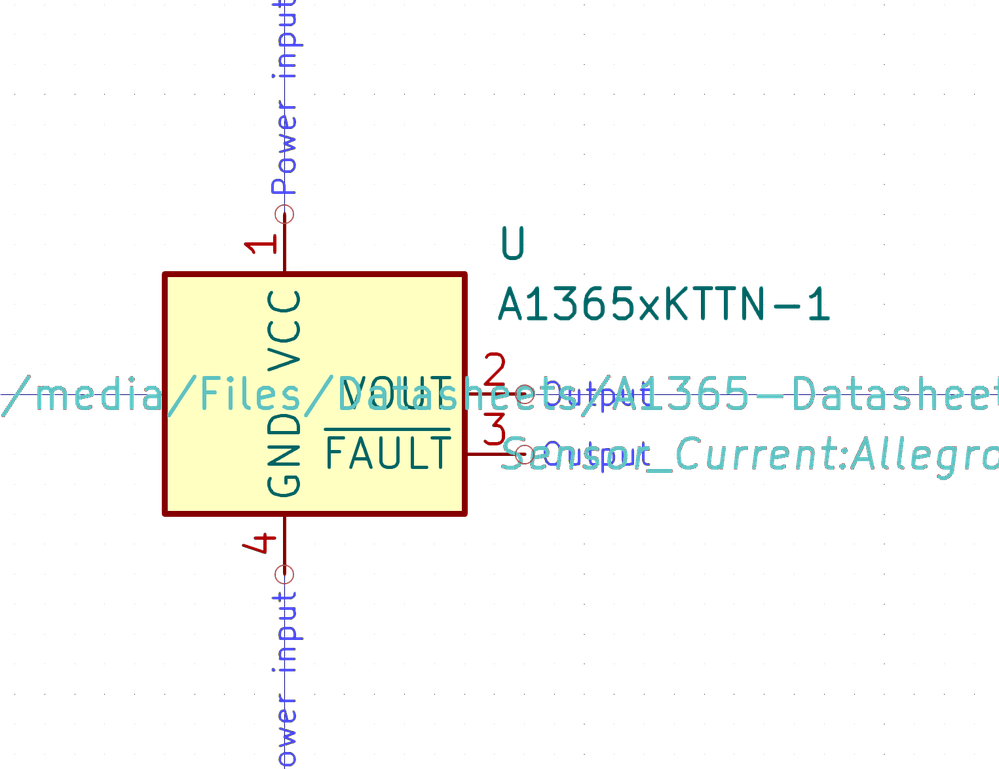 Power input
1
U
A1365xKTTN-1
VCC
2
/media/Files/Datasheets/A1365-Datasheet
VOUT
Output
3
FAULT
Output
Sensor_Current:Allegro
GND
4
ower input